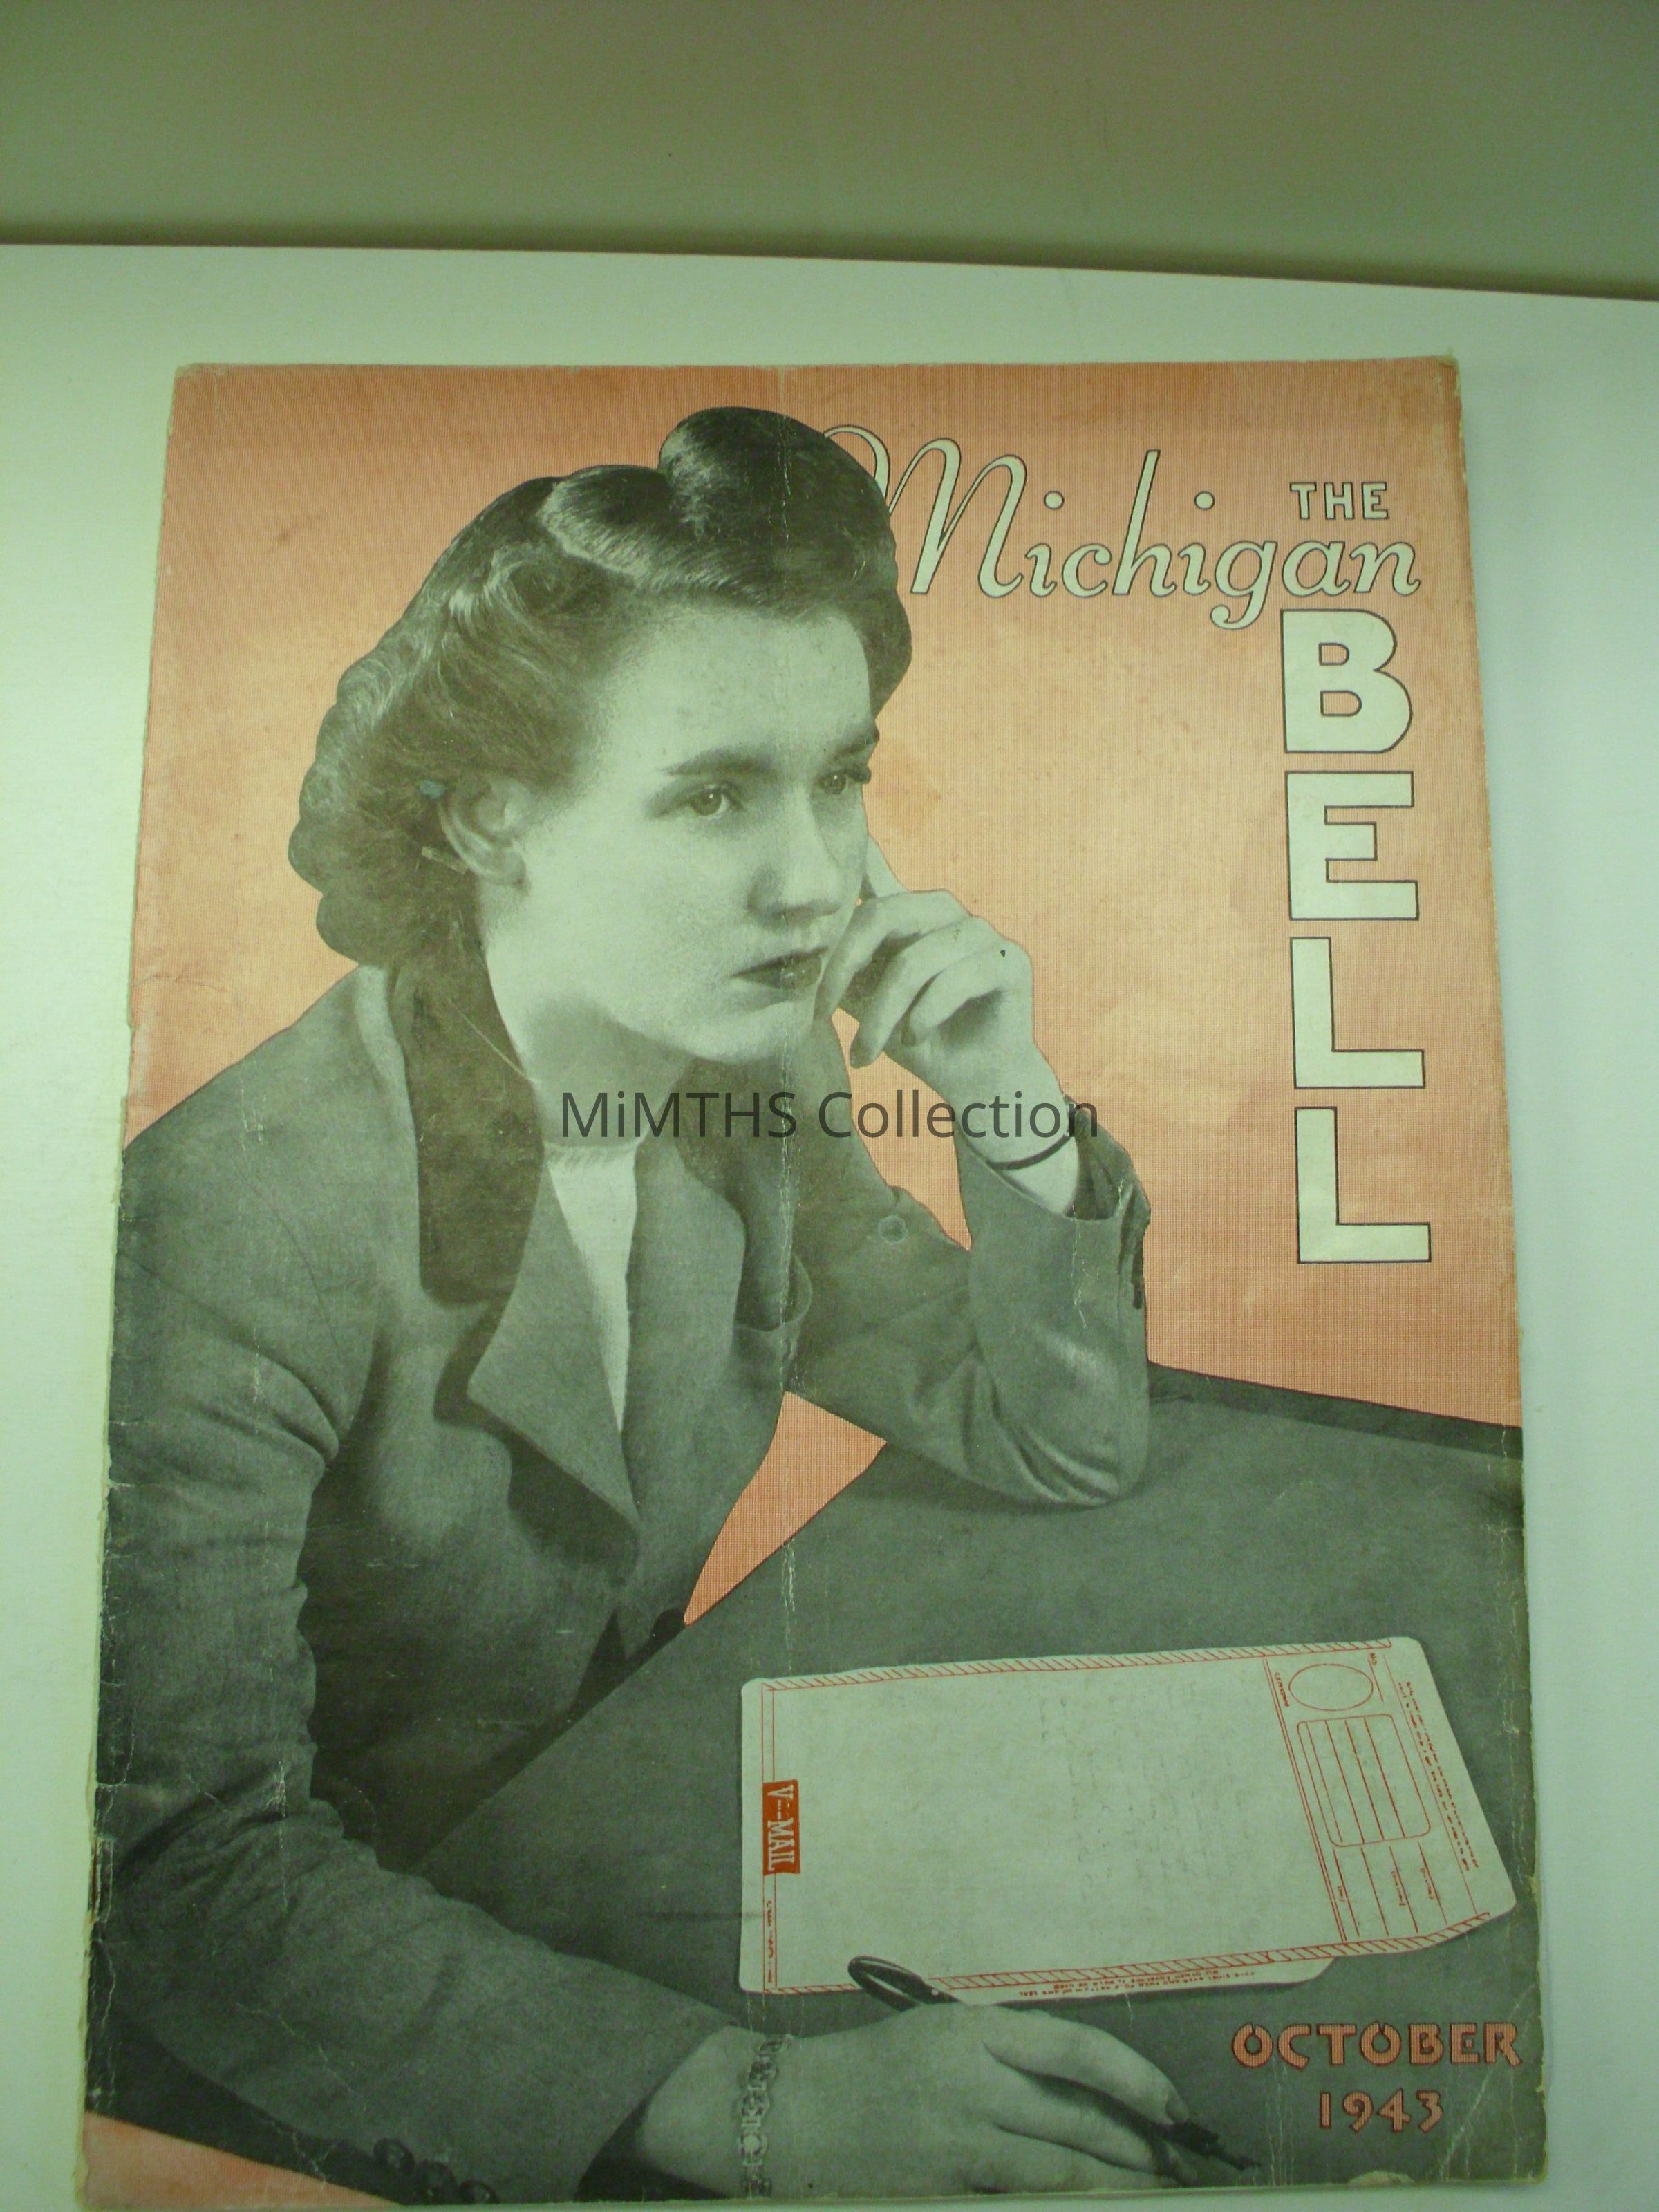 THE
Michigan
BELL
MiMTHS Collection
V···—MAIL
OCTOBER
1943